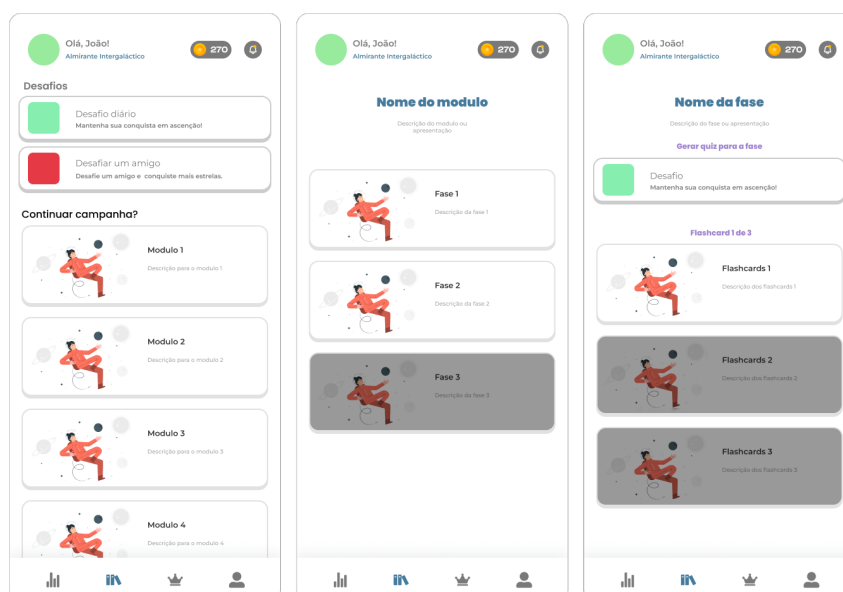 Olá, João!
Almirante Intergaláctico
270
Desafios
Desafio diário
Mantenha sua conquista em ascenção!
Desafiar um amigo
Desafie um amigo e conquiste mais estrelas.
Continuar campanha?
Modulo 1
Descrição para o modulo 1
Modulo 2
Descrição para o modulo 2
Modulo 3
Descrição para o modulo 3
Modulo 4
Descrição para o modulo 4
Olá, João!
Almirante Intergaláctico
270
Nome do modulo
Descrição do modulo ou
apresentação
Fase 1
Descrição da fase 1
Fase 2
Descrição da fase 2
Fase 3
Descrição da fase 3
Olá, João!
Almirante Intergaláctico
270
Nome da fase
Descrição do fase ou apresentação
Gerar quiz para a fase
Desafio
Mantenha sua conquista em ascenção!
Flashcard 1 de 3
Flashcards 1
Descrição dos flashcards 1
Flashcards 2
Descrição dos flashcards 2
Flashcards 3
Descrição dos flashcards 3